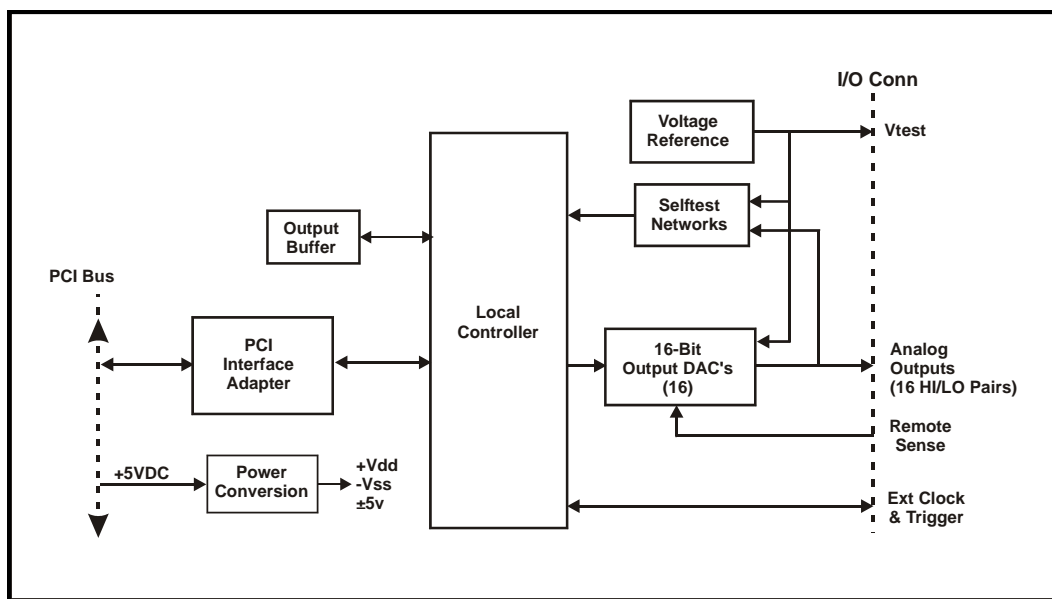 I/O Conn
Voltage
Reference
Vtest
Selftest
Networks
Output
Buffer
PCI Bus
Local
Controller
PCI
Interface
Adapter
16-Bit
Output DAC's
(16)
Analog
Outputs
(16 HI/LO Pairs)
Remote
Sense
+5VDC
Power
Conversion
+Vdd
-Vss
±5v
Ext Clock
& Trigger